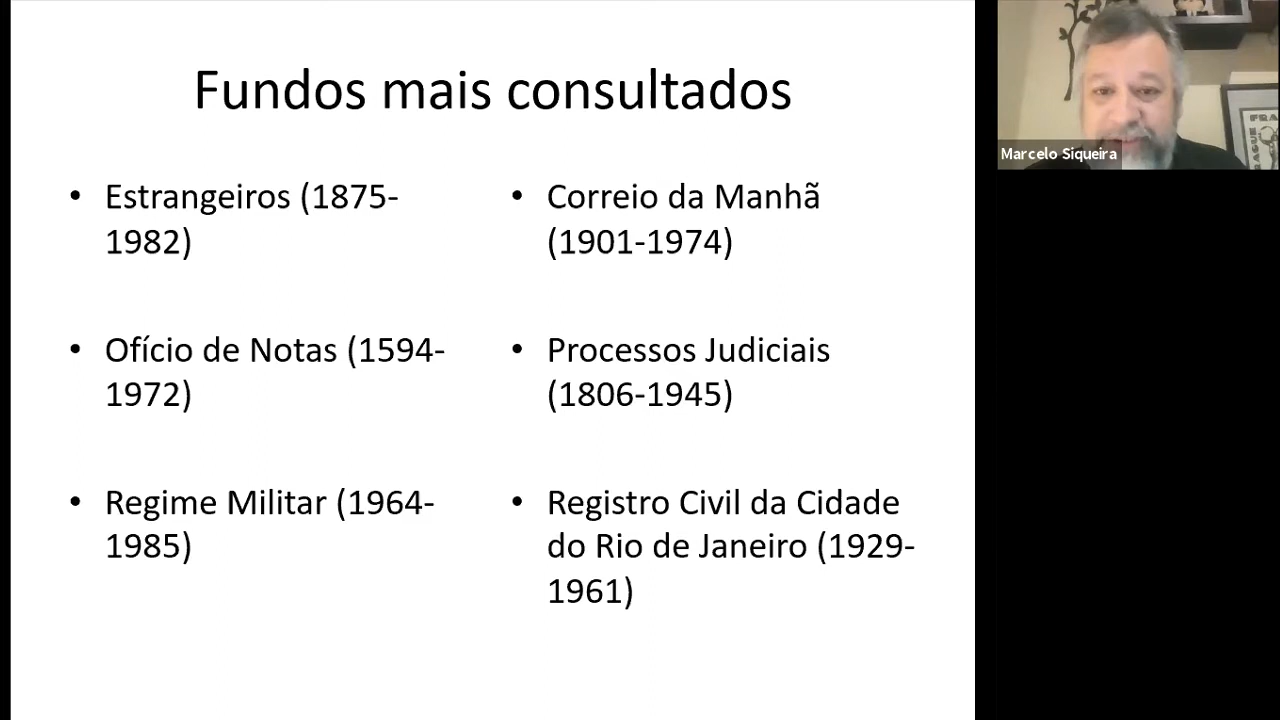 Fundos mais consultados
• Estrangeiros (1875-
1982)
• Ofício de Notas (1594-
1972)
• Regime Militar (1964-
1985)
• Correio da Manhã
(1901-1974)
• Processos Judiciais
(1806-1945)
• Registro Civil da Cidade
do Rio de Janeiro (1929-
1961)
Marcelo Siqueira